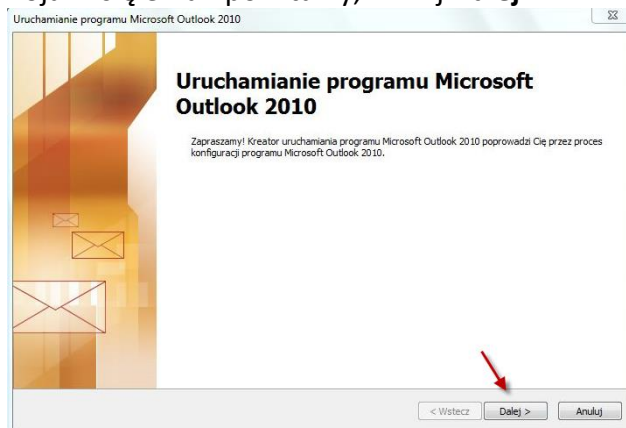 Uruchamianie programu Microsoft Outlook 2010
Uruchamianie programu Microsoft
Outlook 2010
Zapraszamy! Kreator uruchamiania programu Microsoft Outlook 2010 poprowadzi Cię przez proces
konfiguracji programu Microsoft Outlook 2010.
< Wstecz Dalej > Anuluj